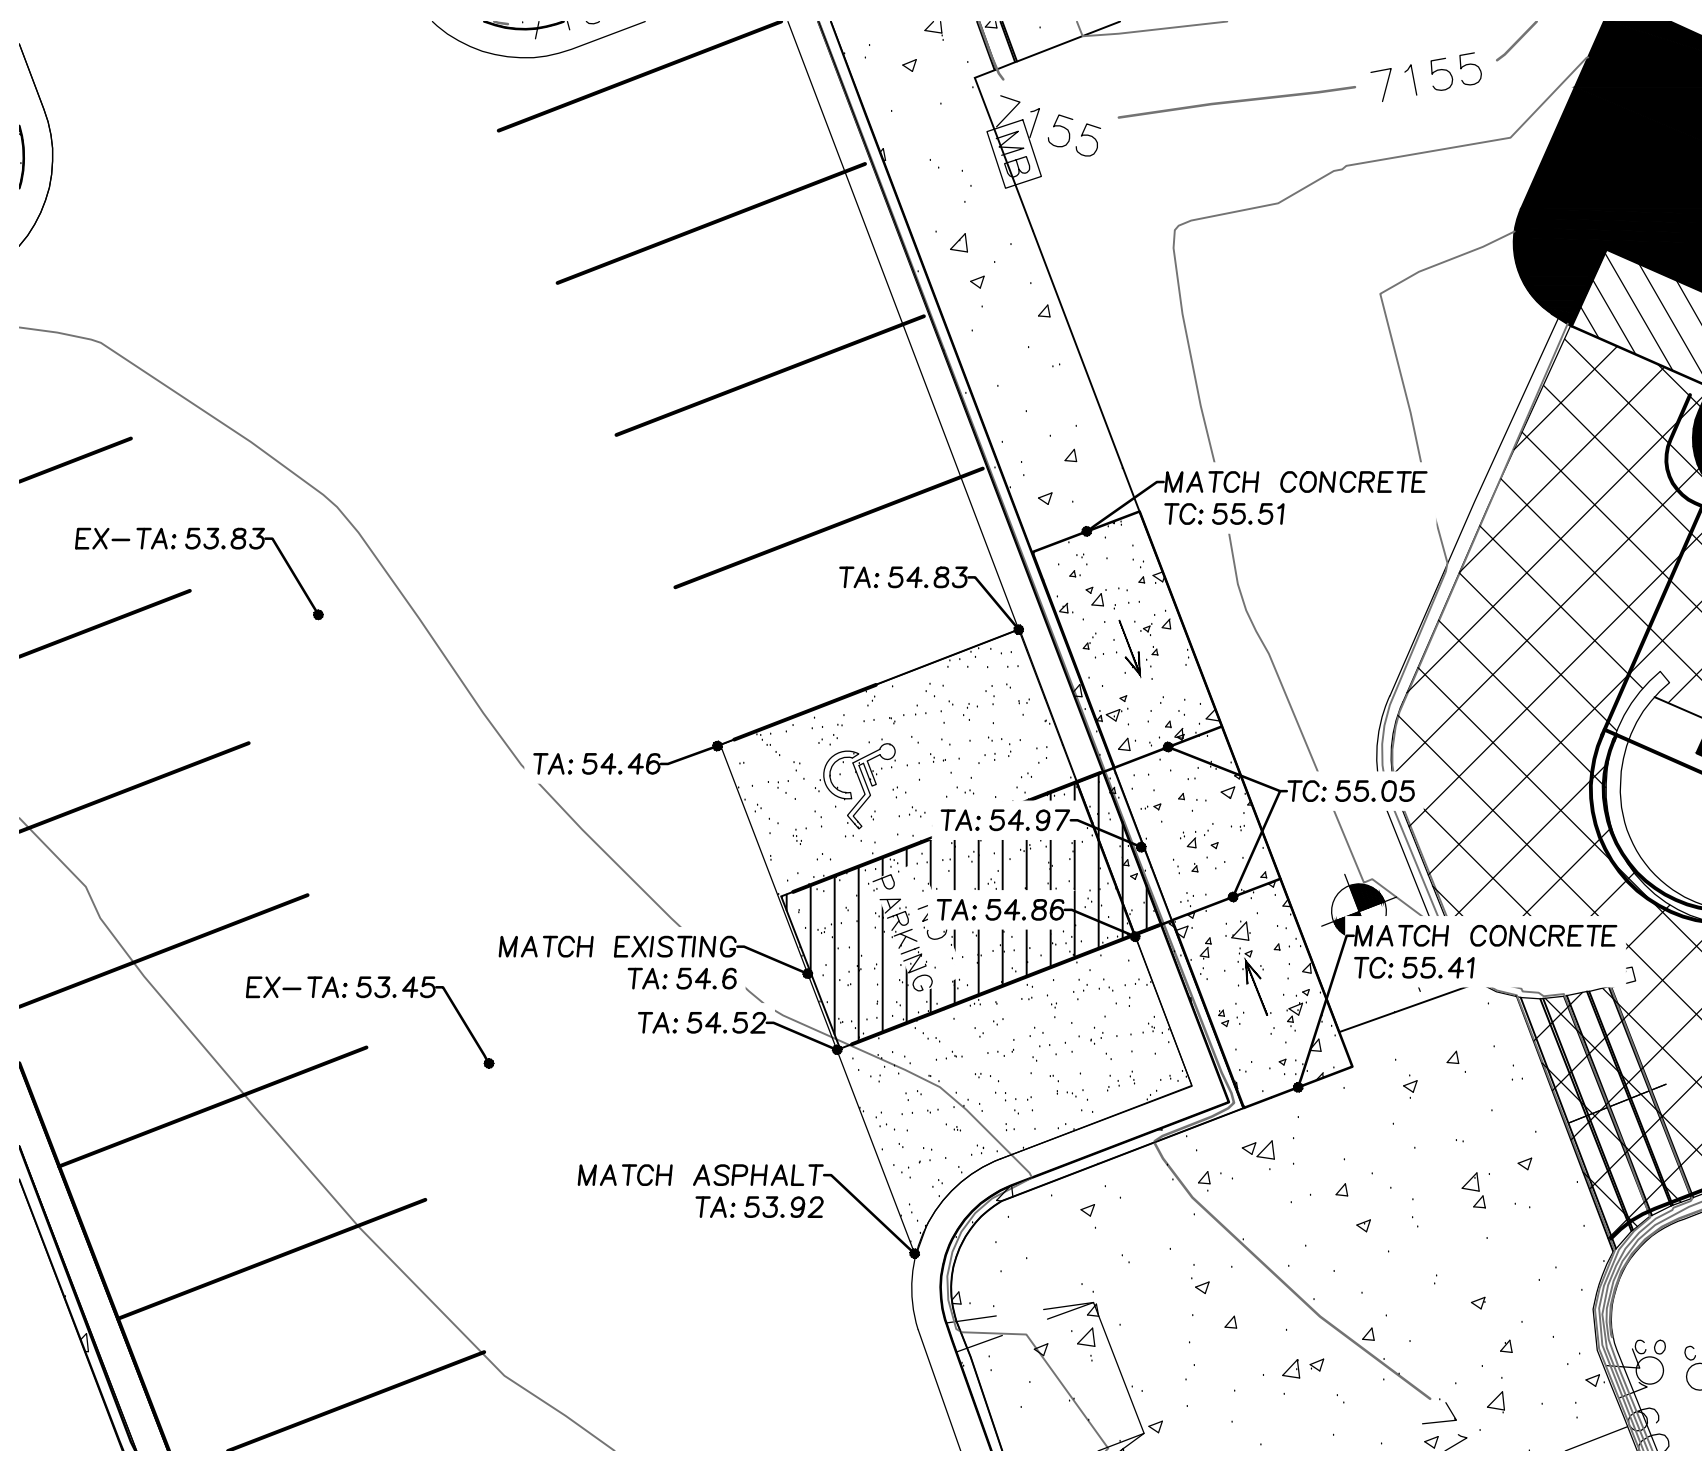 7155
7155
MB
MATCH CONCRETE
TC: 55.51
EX-TA: 53.83
TA: 54.83
TA: 54.46
TC: 55.05
TA: 54.97
TA: 54.86
PARKING
MATCH EXISTING
TA: 54.6
MATCH CONCRETE
TC: 55.41
EX-TA: 53.45
TA: 54.52
MATCH ASPHALT
TA: 53.92
CO
C